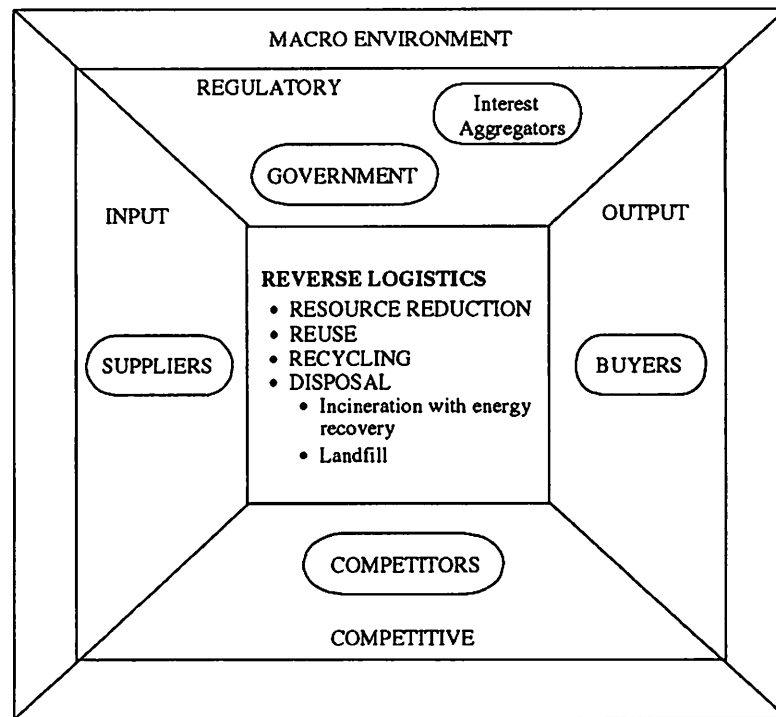 MACRO ENVIRONMENT
REGULATORY
Interest
Aggregators
GOVERNMENT
INPUT
OUTPUT
REVERSE LOGISTICS
• RESOURCE REDUCTION
• REUSE
• RECYCLING
• DISPOSAL
• Incineration with energy
recovery
• Landfill
SUPPLIERS
BUYERS
COMPETITORS
COMPETITIVE